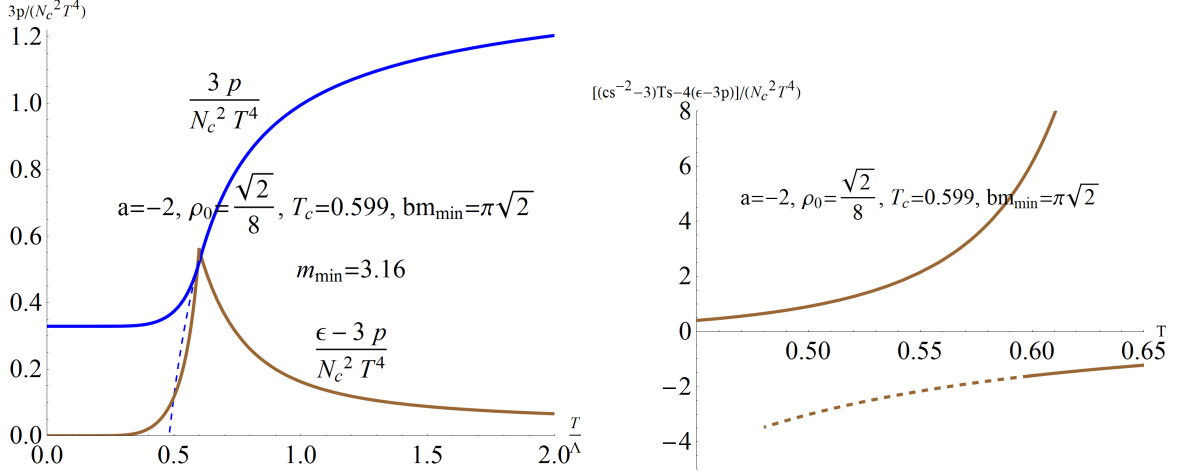 3p/(N_c^2 T^4)
1.2
1.0
0.8
0.6
0.4
0.2
0.0
3 p
N_c^2 T^4
a=−2, ρ_0=√2/8, T_c=0.599, bm_min=π√2
m_min=3.16
ϵ − 3 p
N_c^2 T^4
0.0 0.5 1.0 1.5 2.0
T
Λ
[(cs^−2−3)Ts−4(ϵ−3p)]/(N_c^2 T^4)
8
6
4
2
0
−2
−4
a=−2, ρ_0=√2/8, T_c=0.599, bm_min=π√2
0.50 0.55 0.60 0.65
T